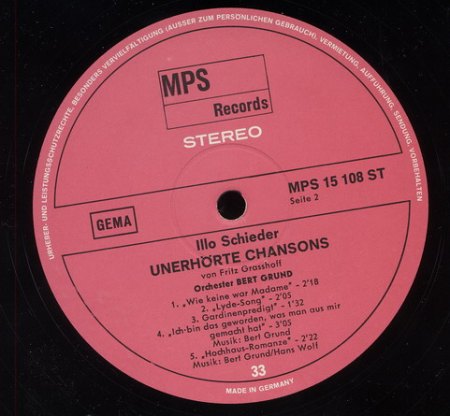 URHEBER- UND LEISTUNGSSCHUTZRECHTE, BESONDERS VERVIELFÄLTIGUNG (AUSSER ZUM PERSÖNLICHEN GEBRAUCH), VERMIETUNG, AUFFÜHRUNG, SENDUNG, VORBEHALTEN
MPS
Records
STEREO
GEMA
MPS 15 108 ST
Seite 2
Illo Schieder
UNERHÖRTE CHANSONS
von Fritz Grasshoff
Orchester BERT GRUND
1. „Wie keine war Madame" - 2'18
2. „Lyde-Song" - 2'05
3. Gardinenpredigt" - 1'32
4. „Ich-bin das geworden, was man aus mir
gemacht hat" - 3'05
Musik: Bert Grund
5. „Hochhaus-Romanze" - 2'22
Musik: Bert Grund/Hans Wolf
33
MADE IN GERMANY